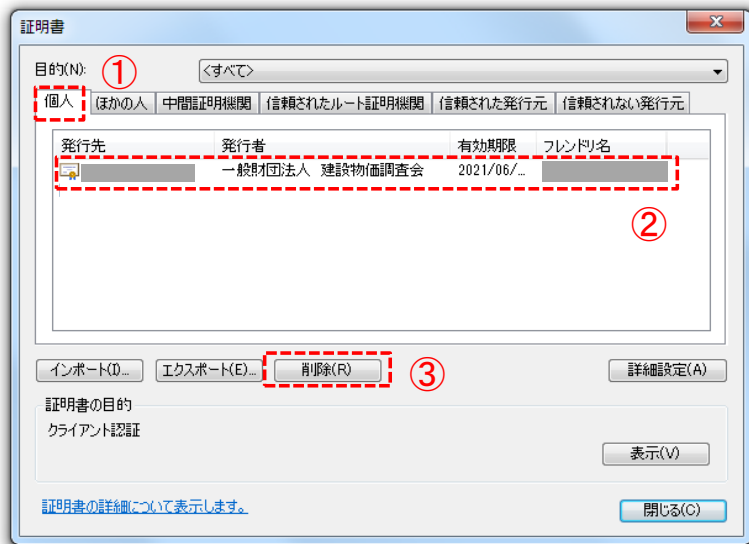 証明書
目的(N): ① <すべて>
個人 ほかの人 中間証明機関 信頼されたルート証明機関 信頼された発行元 信頼されない発行元
発行先 発行者 有効期限 フレンドリ名
一般財団法人 建設物価調査会 2021/06/...
②
インポート(I)... エクスポート(E)... 削除(R) ③ 詳細設定(A)
証明書の目的
クライアント認証
表示(V)
証明書の詳細について表示します。
閉じる(C)